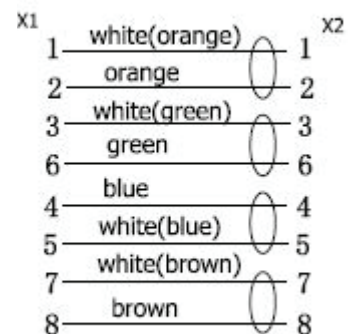 X1 X2
1 white(orange) 1
2 orange 2
3 white(green) 3
6 green 6
4 blue 4
5 white(blue) 5
7 white(brown) 7
8 brown 8